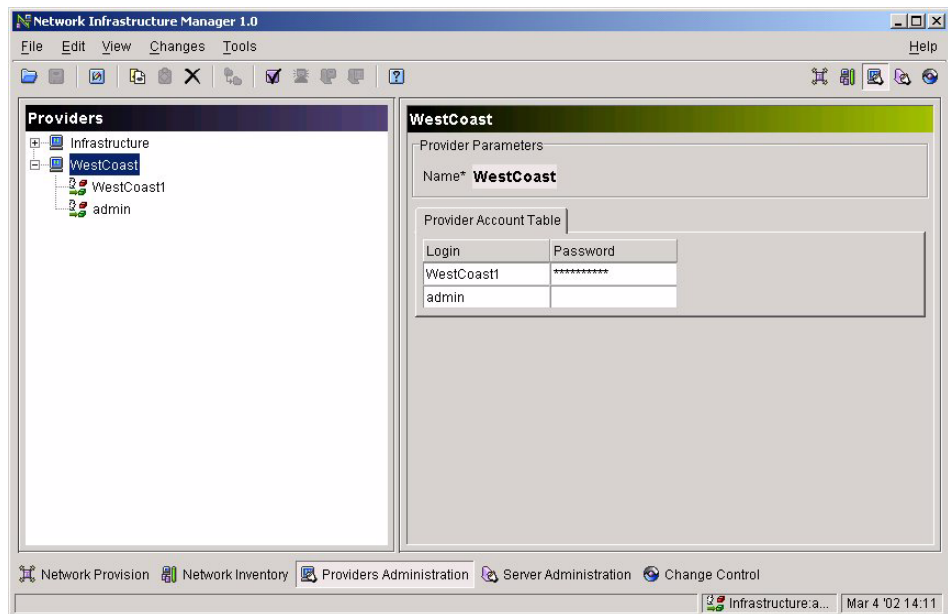 Network Infrastructure Manager 1.0
File Edit View Changes Tools Help
Providers
Infrastructure
WestCoast
WestCoast1
admin
WestCoast
Provider Parameters
Name* WestCoast
Provider Account Table
Login Password
WestCoast1 **********
admin
Network Provision Network Inventory Providers Administration Server Administration Change Control
Infrastructure:a... Mar 4 '02 14:11